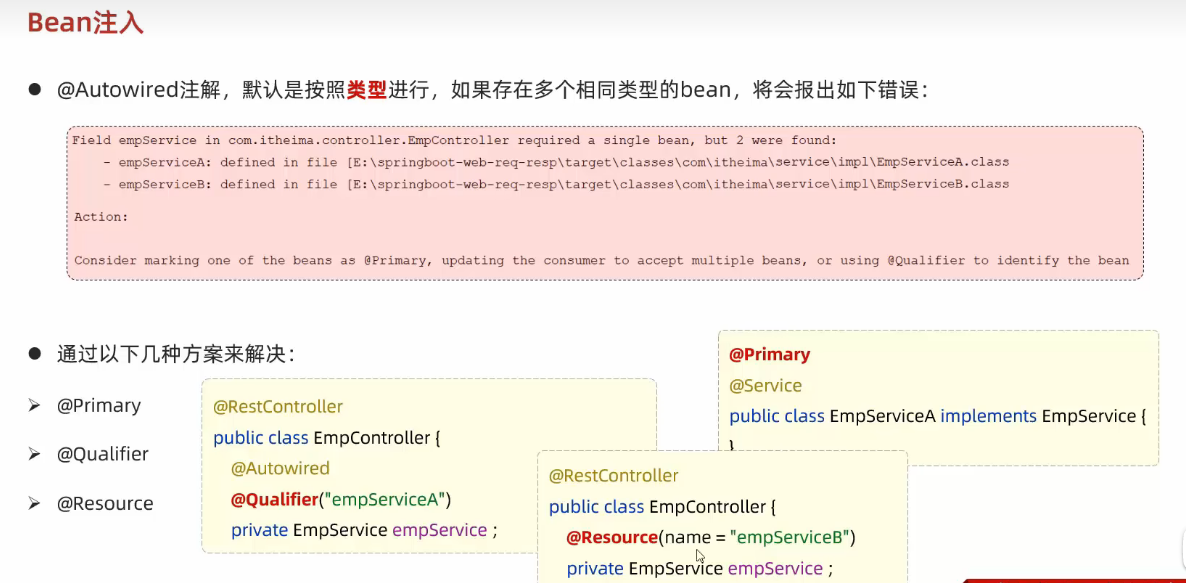 Bean注入
● @Autowired注解，默认是按照类型进行，如果存在多个相同类型的bean，将会报出如下错误：
Field empService in com.itheima.controller.EmpController required a single bean, but 2 were found:
- empServiceA: defined in file [E:\springboot-web-req-resp\target\classes\com\itheima\service\impl\EmpServiceA.class
- empServiceB: defined in file [E:\springboot-web-req-resp\target\classes\com\itheima\service\impl\EmpServiceB.class
Action:
Consider marking one of the beans as @Primary, updating the consumer to accept multiple beans, or using @Qualifier to identify the bean
● 通过以下几种方案来解决：
➢ @Primary
➢ @Qualifier
➢ @Resource
@RestController
public class EmpController {
@Autowired
@Qualifier("empServiceA")
private EmpService empService ;
@RestController
public class EmpController {
@Resource(name = "empServiceB")
private EmpService empService ;
@Primary
@Service
public class EmpServiceA implements EmpService {
}